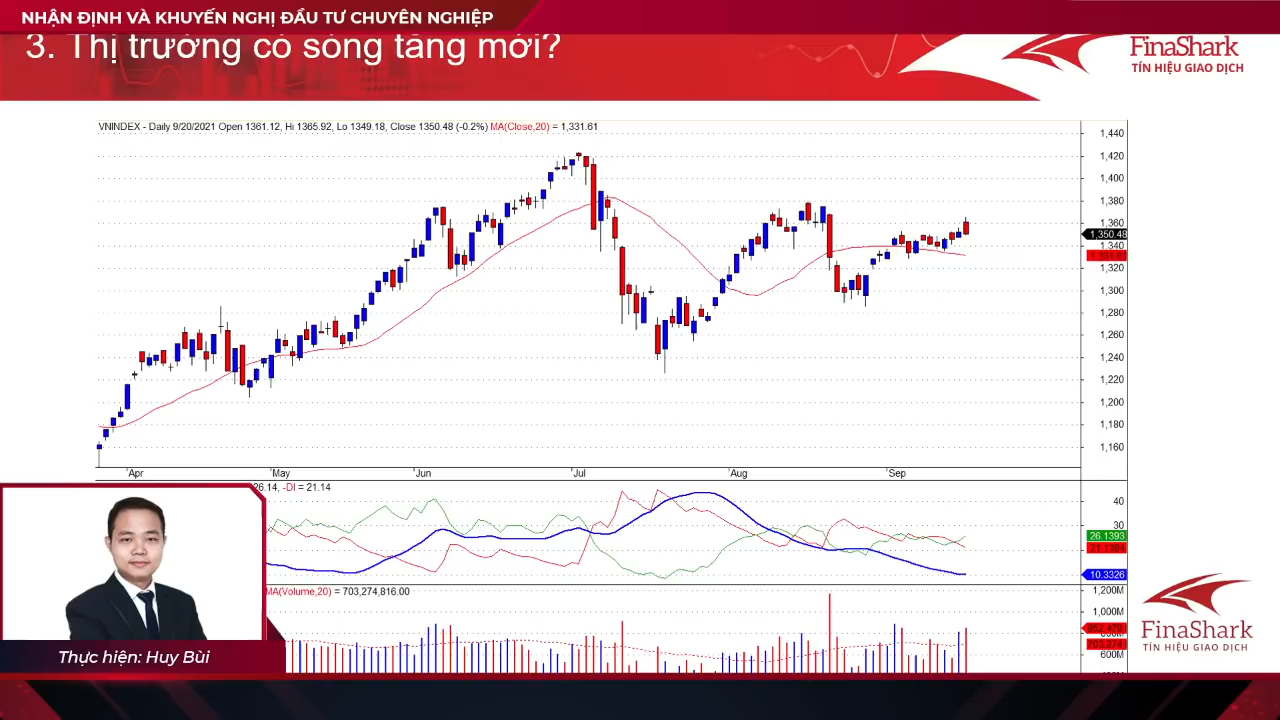 NHẬN ĐỊNH VÀ KHUYẾN NGHỊ ĐẦU TƯ CHUYÊN NGHIỆP
3. Thị trường có sóng tăng mới?
FinaShark
TÍN HIỆU GIAO DỊCH
VNINDEX - Daily 9/20/2021 Open 1361.12, Hi 1365.92, Lo 1349.18, Close 1350.48 (-0.2%) MA(Close,20) = 1,331.61
1,440
1,420
1,400
1,380
1,360
1,350.48
1,340
1,320
1,300
1,280
1,260
1,240
1,220
1,200
1,180
1,160
Apr May Jun Jul Aug Sep
26.14, -DI = 21.14
40
30
26.1393
21.1384
10.3326
MA(Volume,20) = 703,274,816.00
1,200M
1,000M
600M
FinaShark
TÍN HIỆU GIAO DỊCH
Thực hiện: Huy Bùi